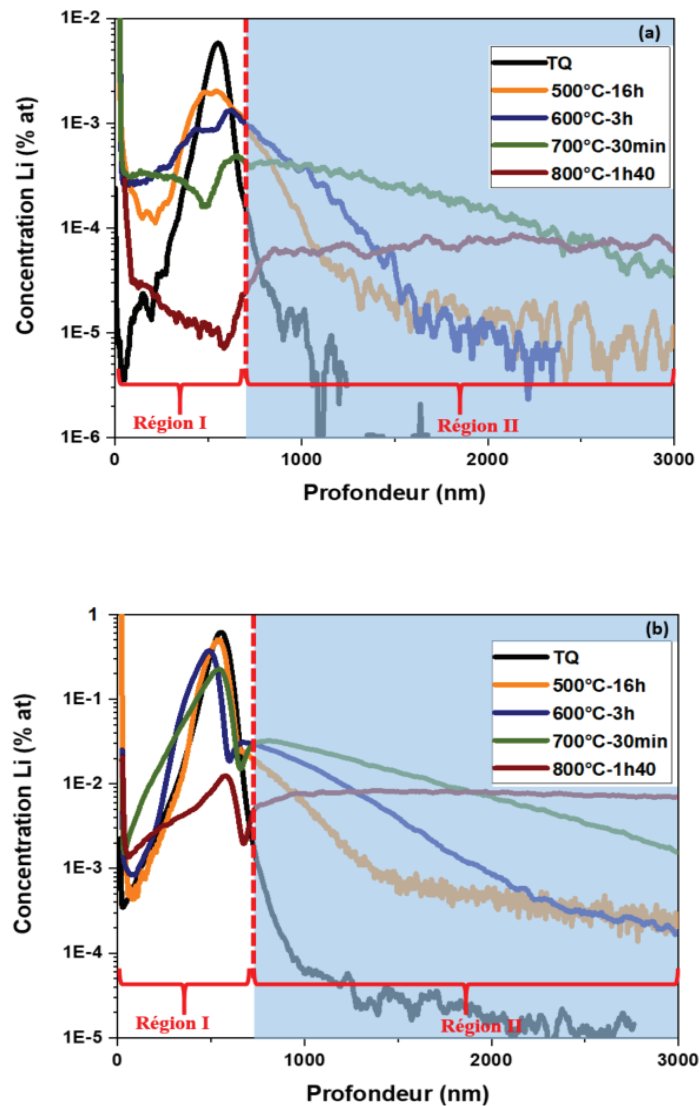 1E-2
(a)
TQ
500°C-16h
600°C-3h
700°C-30min
800°C-1h40
1E-3
1E-4
1E-5
1E-6
Concentration Li (% at)
Région I
Région II
0
1000
2000
3000
Profondeur (nm)
1
(b)
TQ
500°C-16h
600°C-3h
700°C-30min
800°C-1h40
1E-1
1E-2
1E-3
1E-4
1E-5
Concentration Li (% at)
Région I
Région II
0
1000
2000
3000
Profondeur (nm)